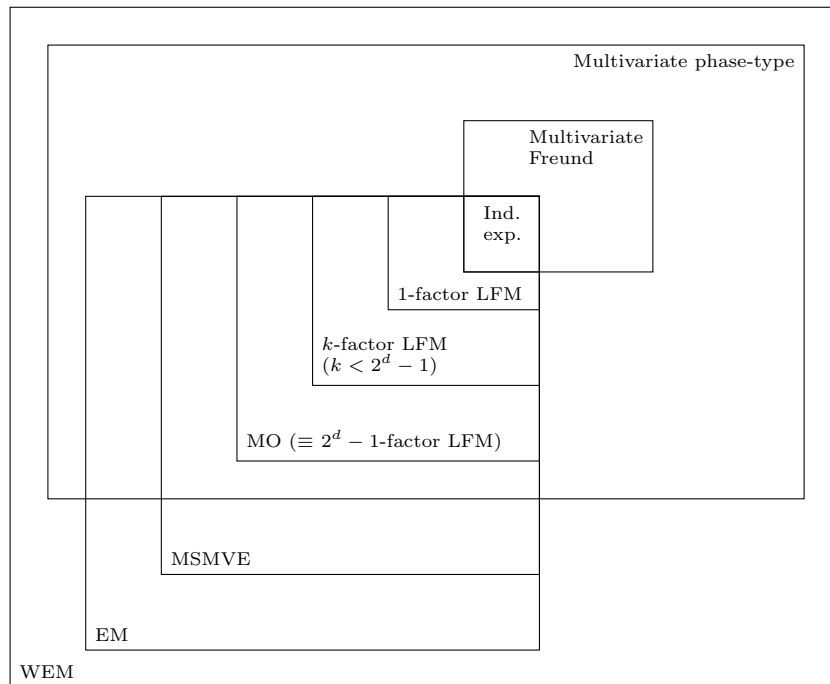 Multivariate phase-type
Multivariate
Freund
Ind.
exp.
1-factor LFM
k-factor LFM
(k < 2^d − 1)
MO (≡ 2^d − 1-factor LFM)
MSMVE
EM
WEM